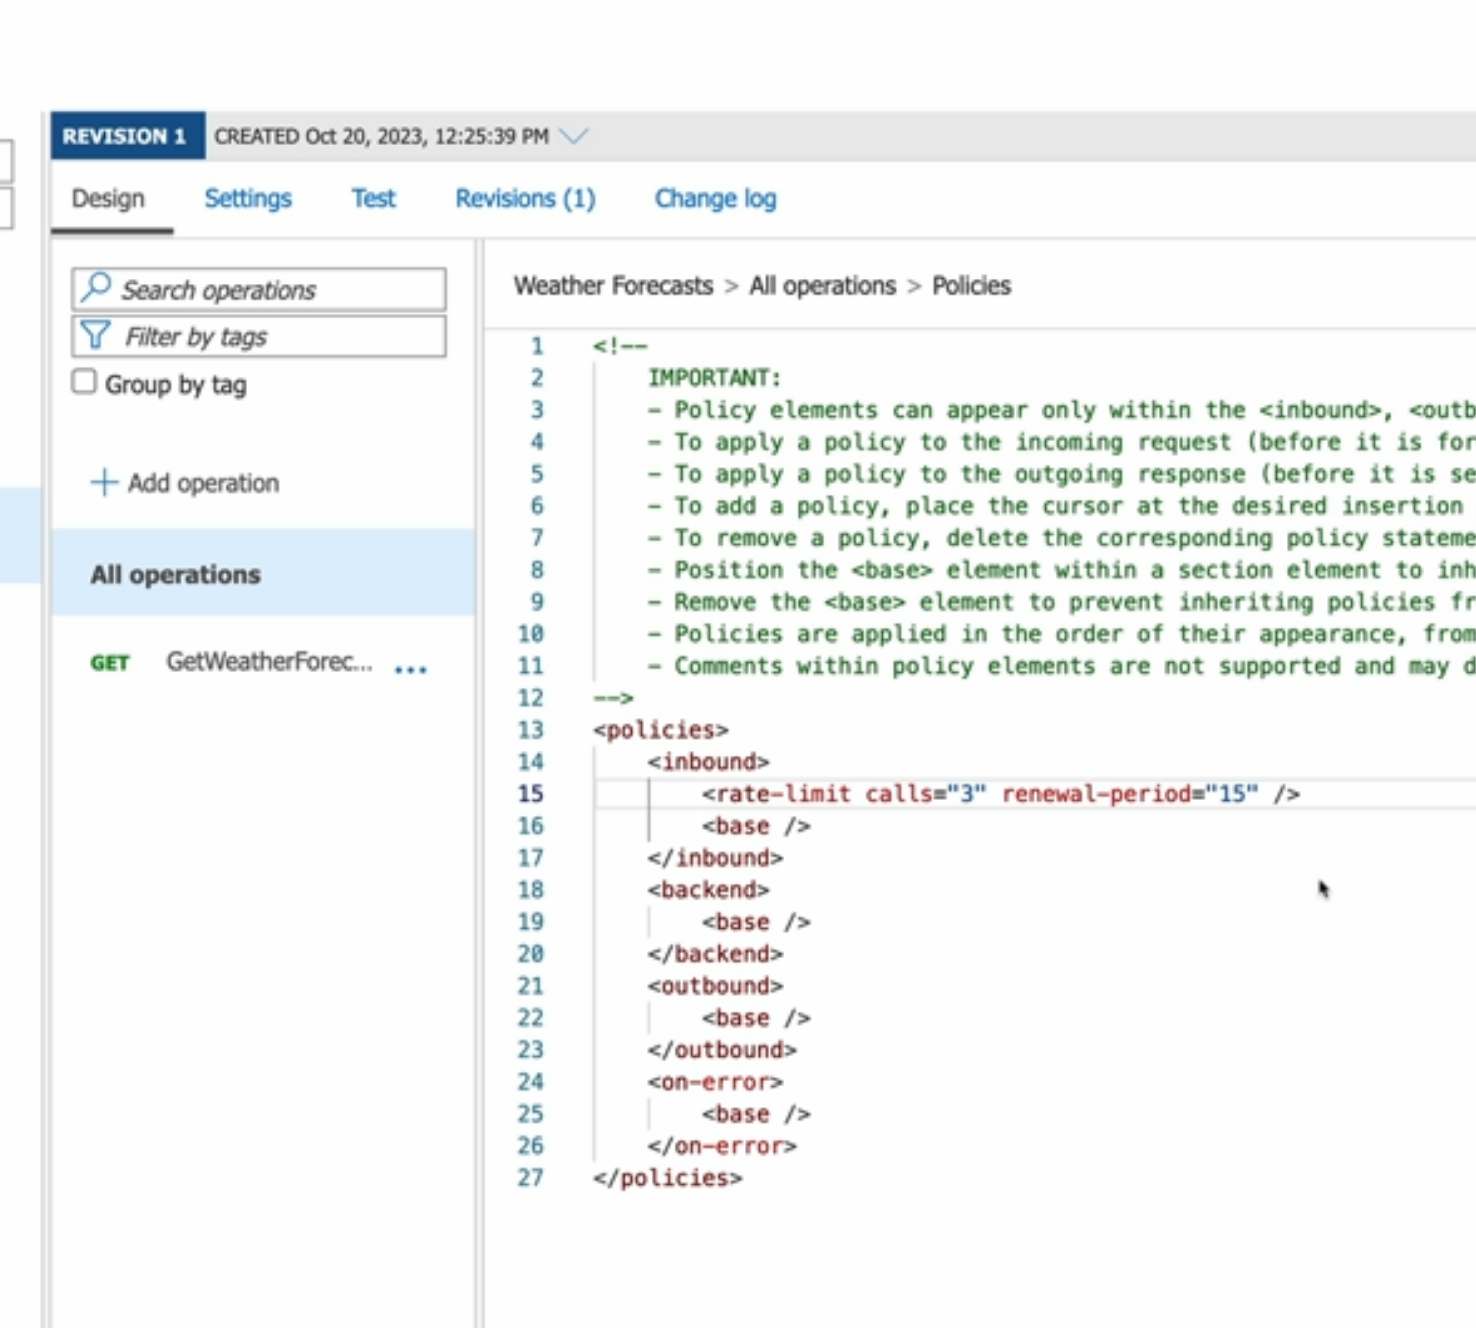 REVISION 1 CREATED Oct 20, 2023, 12:25:39 PM
Design Settings Test Revisions (1) Change log
Search operations
Filter by tags
Group by tag
+ Add operation
All operations
GET GetWeatherForec... ...
Weather Forecasts > All operations > Policies
1 <!--
2 IMPORTANT:
3 - Policy elements can appear only within the <inbound>, <outb
4 - To apply a policy to the incoming request (before it is for
5 - To apply a policy to the outgoing response (before it is se
6 - To add a policy, place the cursor at the desired insertion
7 - To remove a policy, delete the corresponding policy stateme
8 - Position the <base> element within a section element to inh
9 - Remove the <base> element to prevent inheriting policies fr
10 - Policies are applied in the order of their appearance, from
11 - Comments within policy elements are not supported and may d
12 -->
13 <policies>
14 <inbound>
15 <rate-limit calls="3" renewal-period="15" />
16 <base />
17 </inbound>
18 <backend>
19 <base />
20 </backend>
21 <outbound>
22 <base />
23 </outbound>
24 <on-error>
25 <base />
26 </on-error>
27 </policies>